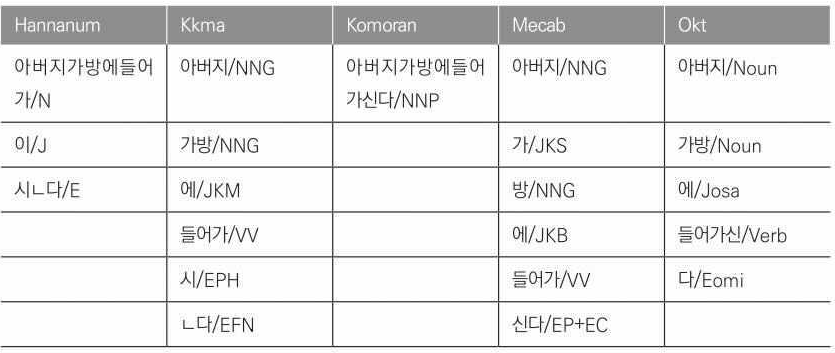 Hannanum Kkma Komoran Mecab Okt
아버지가방에들어 아버지/NNG 아버지가방에들어 아버지/NNG 아버지/Noun
가/N 가신다/NNP
이/J 가방/NNG 가/JKS 가방/Noun
시ㄴ다/E 에/JKM 방/NNG 에/Josa
들어가/VV 에/JKB 들어가신/Verb
시/EPH 들어가/VV 다/Eomi
ㄴ다/EFN 신다/EP+EC